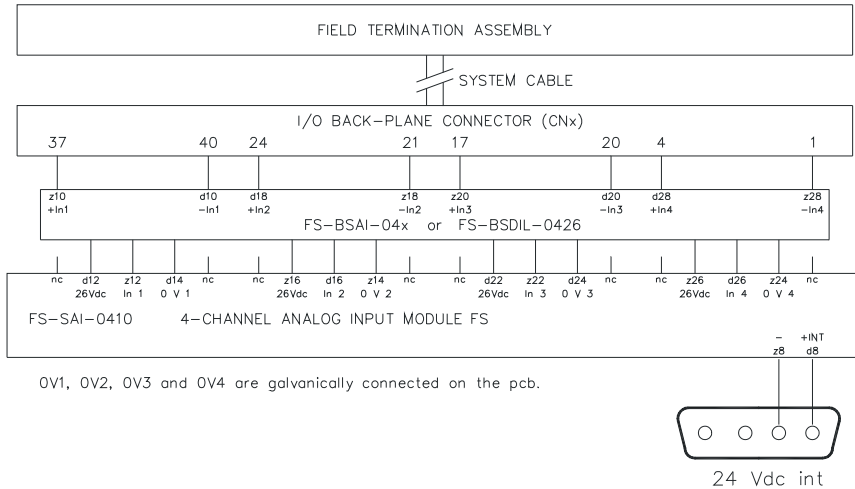 FIELD TERMINATION ASSEMBLY
SYSTEM CABLE
I/O BACK-PLANE CONNECTOR (CNx)
37 40 24 21 17 20 4 1
z10 d10 d18 z18 z20 d20 d28 z28
+In1 -In1 +In2 -In2 +In3 -In3 +In4 -In4
FS-BSAI-04x or FS-BSDIL-0426
nc d12 z12 d14 nc nc z16 d16 z14 nc nc d22 z22 d24 nc nc z26 d26 z24 nc
26Vdc In 1 0 V 1 26Vdc In 2 0 V 2 26Vdc In 3 0 V 3 26Vdc In 4 0 V 4
FS-SAI-0410 4-CHANNEL ANALOG INPUT MODULE FS
- +INT
z8 d8
0V1, 0V2, 0V3 and 0V4 are galvanically connected on the pcb.
24 Vdc int